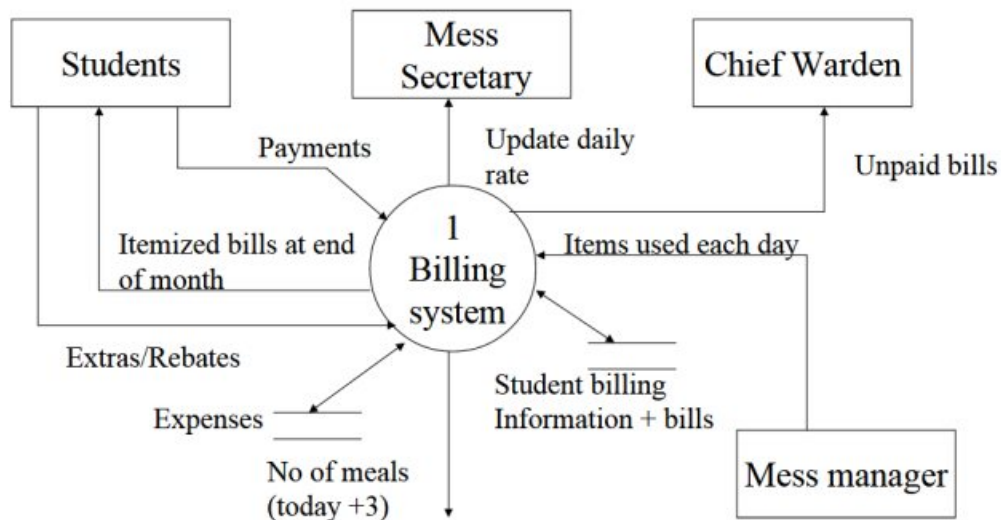 Students
Mess
Secretary
Chief Warden
Payments
Update daily
rate
Unpaid bills
1
Billing
system
Itemized bills at end
of month
Items used each day
Extras/Rebates
Student billing
Information + bills
Expenses
No of meals
(today +3)
Mess manager